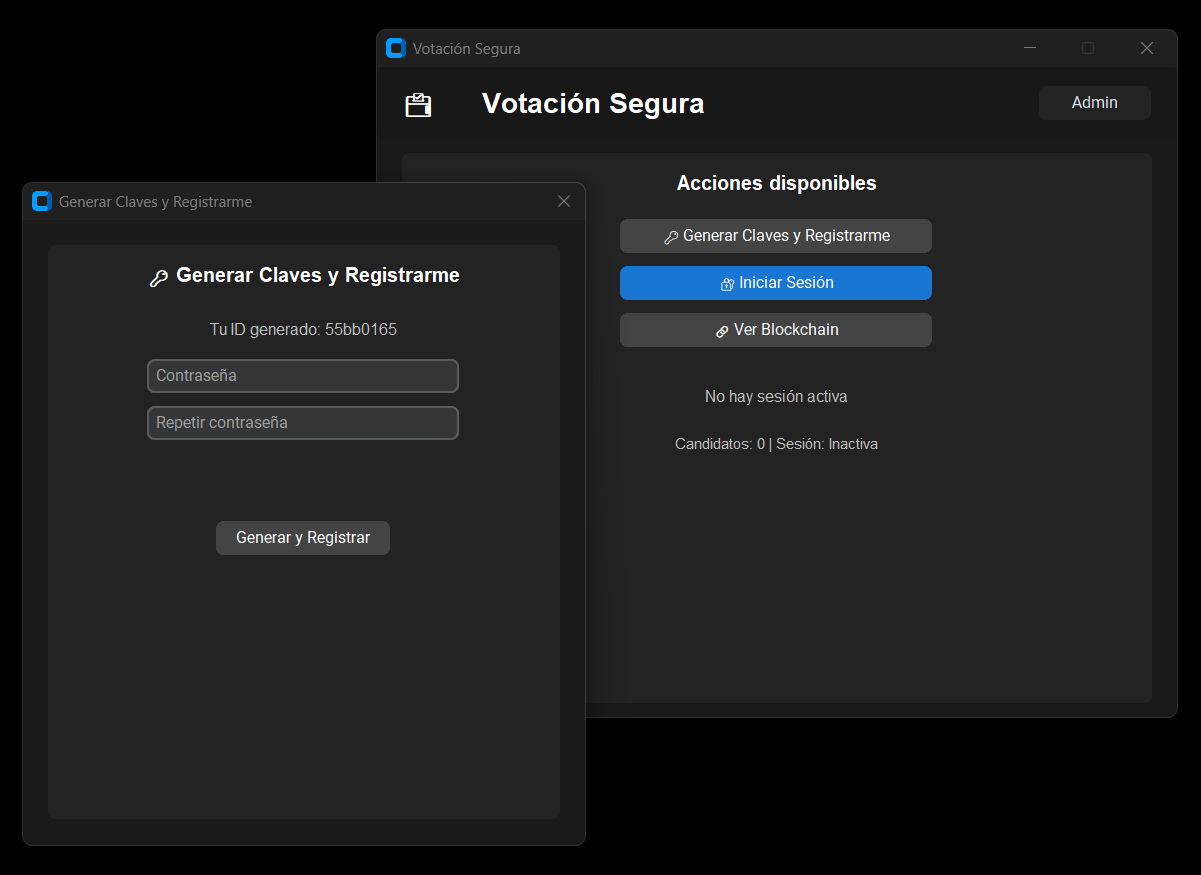 Votación Segura
Votación Segura
Admin
Acciones disponibles
Generar Claves y Registrarme
Iniciar Sesión
Ver Blockchain
No hay sesión activa
Candidatos: 0 | Sesión: Inactiva
Generar Claves y Registrarme
Generar Claves y Registrarme
Tu ID generado: 55bb0165
Contraseña
Repetir contraseña
Generar y Registrar